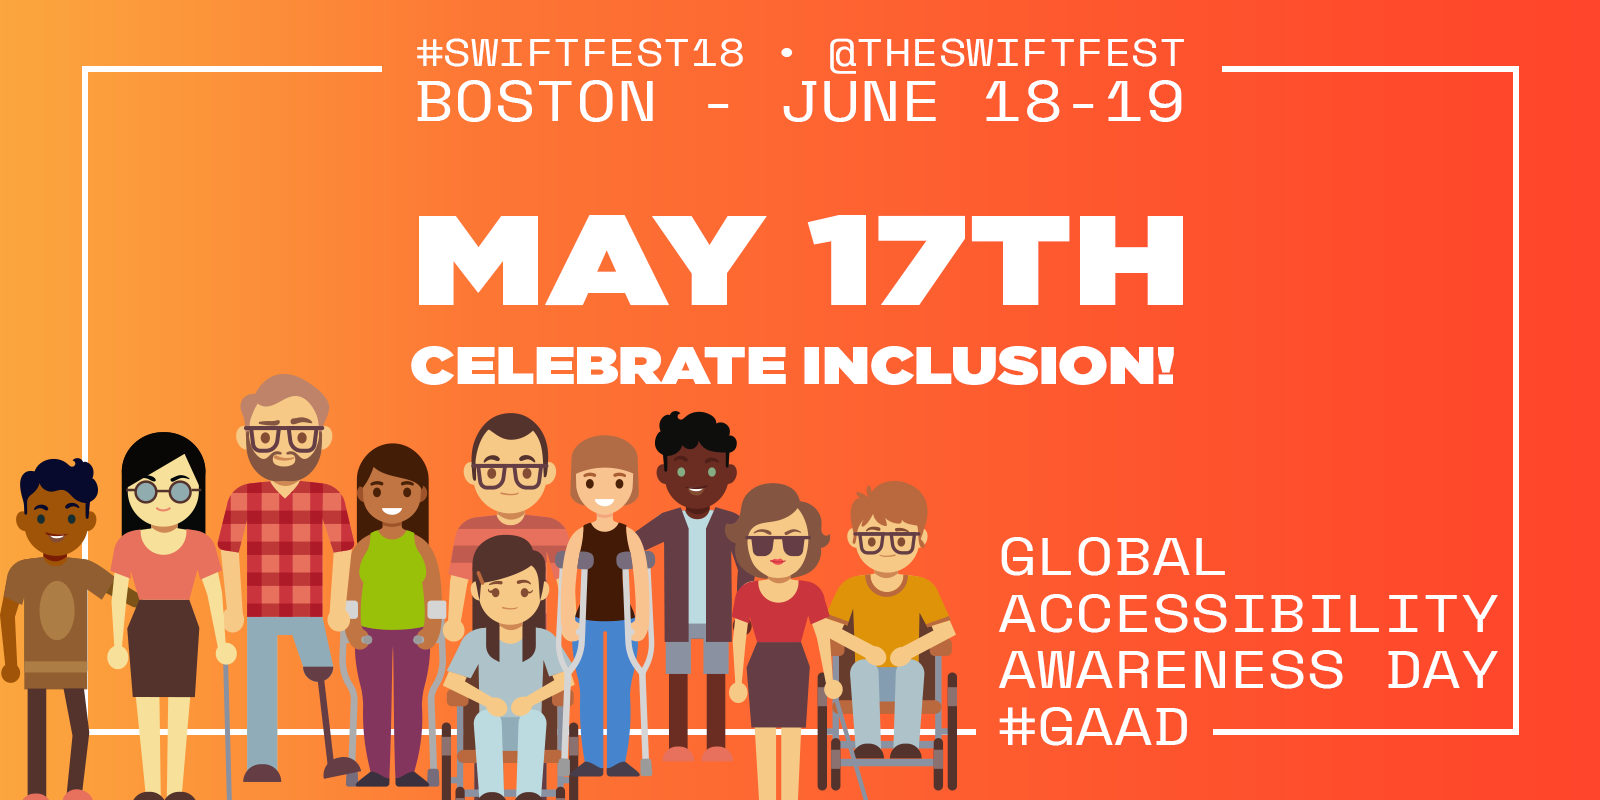 #SWIFTFEST18 • @THESWIFTFEST
BOSTON - JUNE 18-19
MAY 17TH
CELEBRATE INCLUSION!
GLOBAL
ACCESSIBILITY
AWARENESS DAY
#GAAD